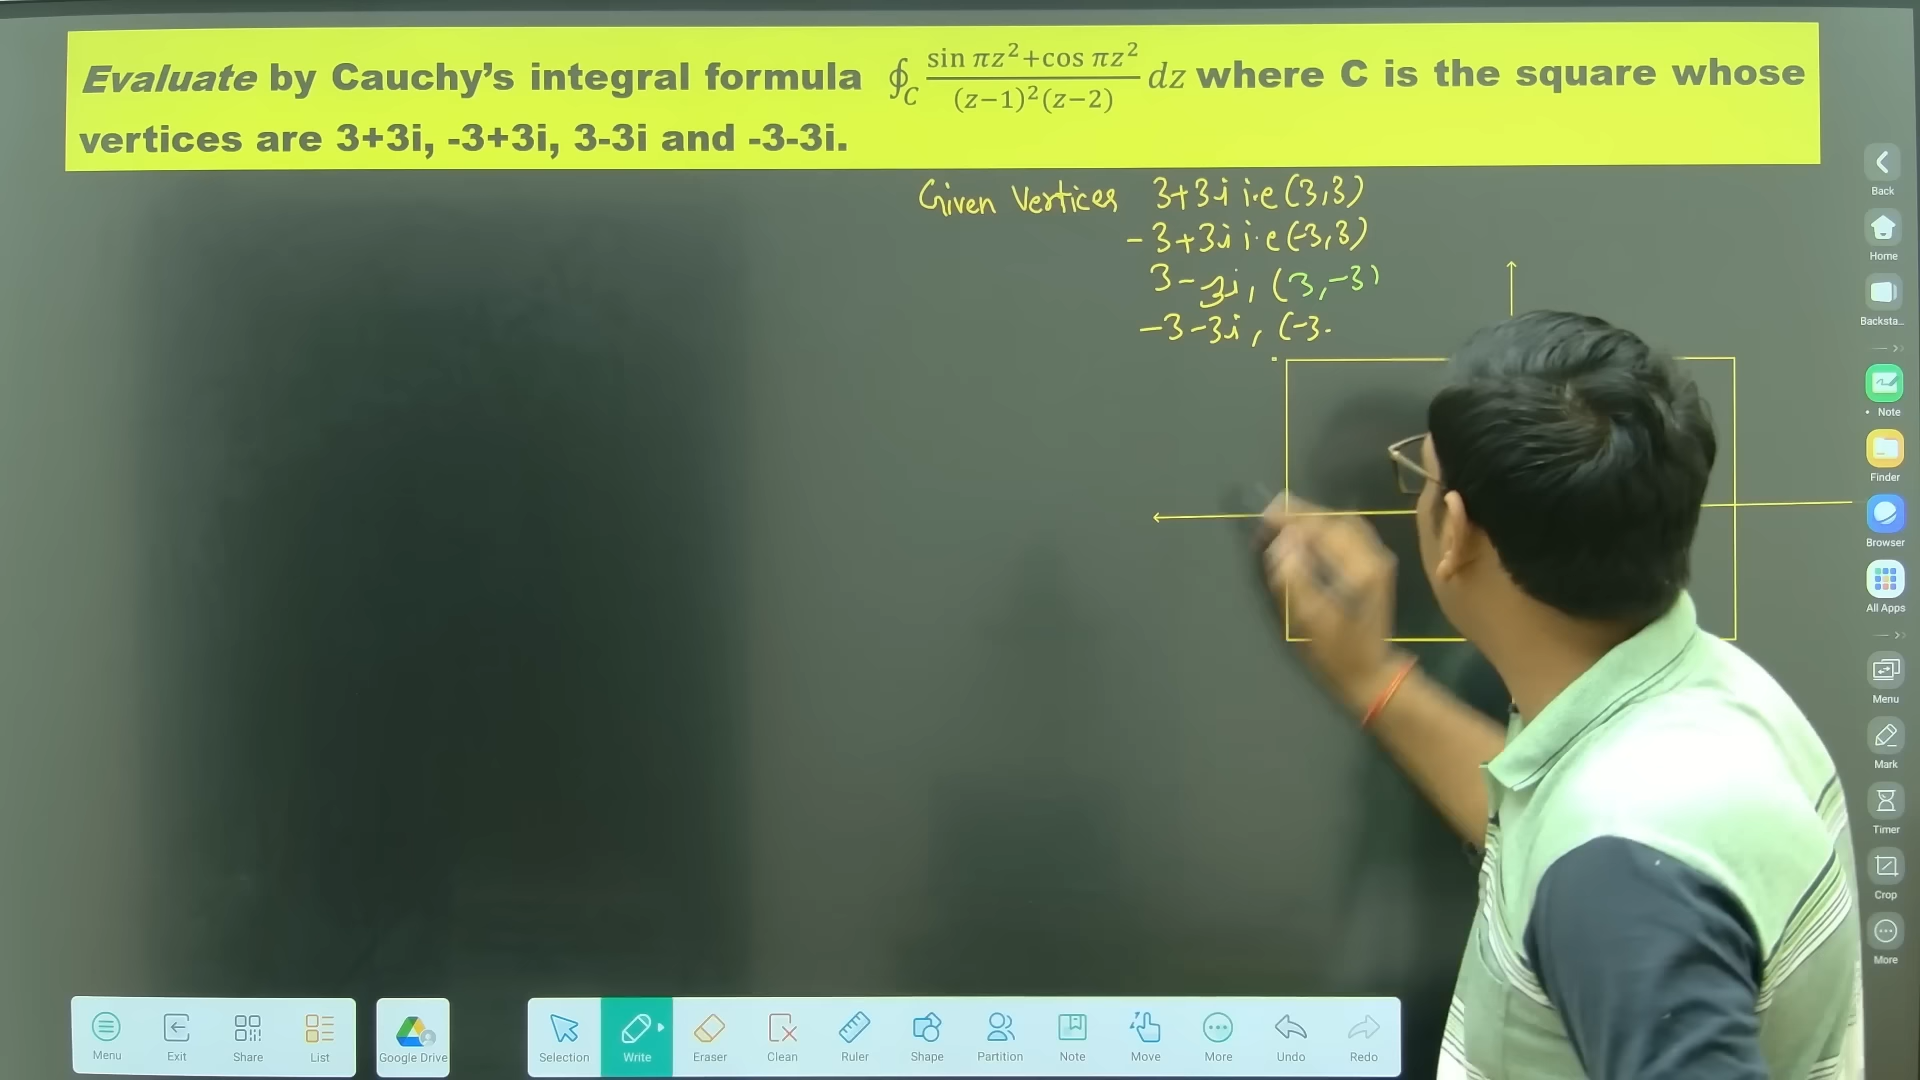 Evaluate by Cauchy's integral formula ∮_C (sin πz²+cos πz²)/((z−1)²(z−2)) dz where C is the square whose
vertices are 3+3i, -3+3i, 3-3i and -3-3i.
Given Vertices 3+3i i.e (3,3)
-3+3i i.e (-3,3)
3-3i, (3,-3)
-3-3i, (-3-
Back
Home
Backsta...
Note
Finder
Browser
All Apps
Menu
Mark
Timer
Crop
More
Menu Exit Share List Google Drive Selection Write Eraser Clean Ruler Shape Partition Note Move More Undo Redo